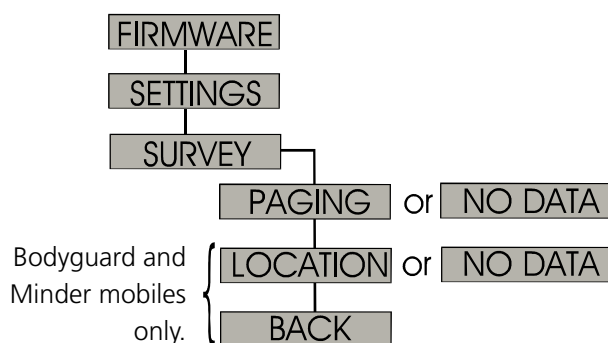 FIRMWARE
SETTINGS
SURVEY
PAGING or NO DATA
Bodyguard and
Minder mobiles
only.
LOCATION or NO DATA
BACK